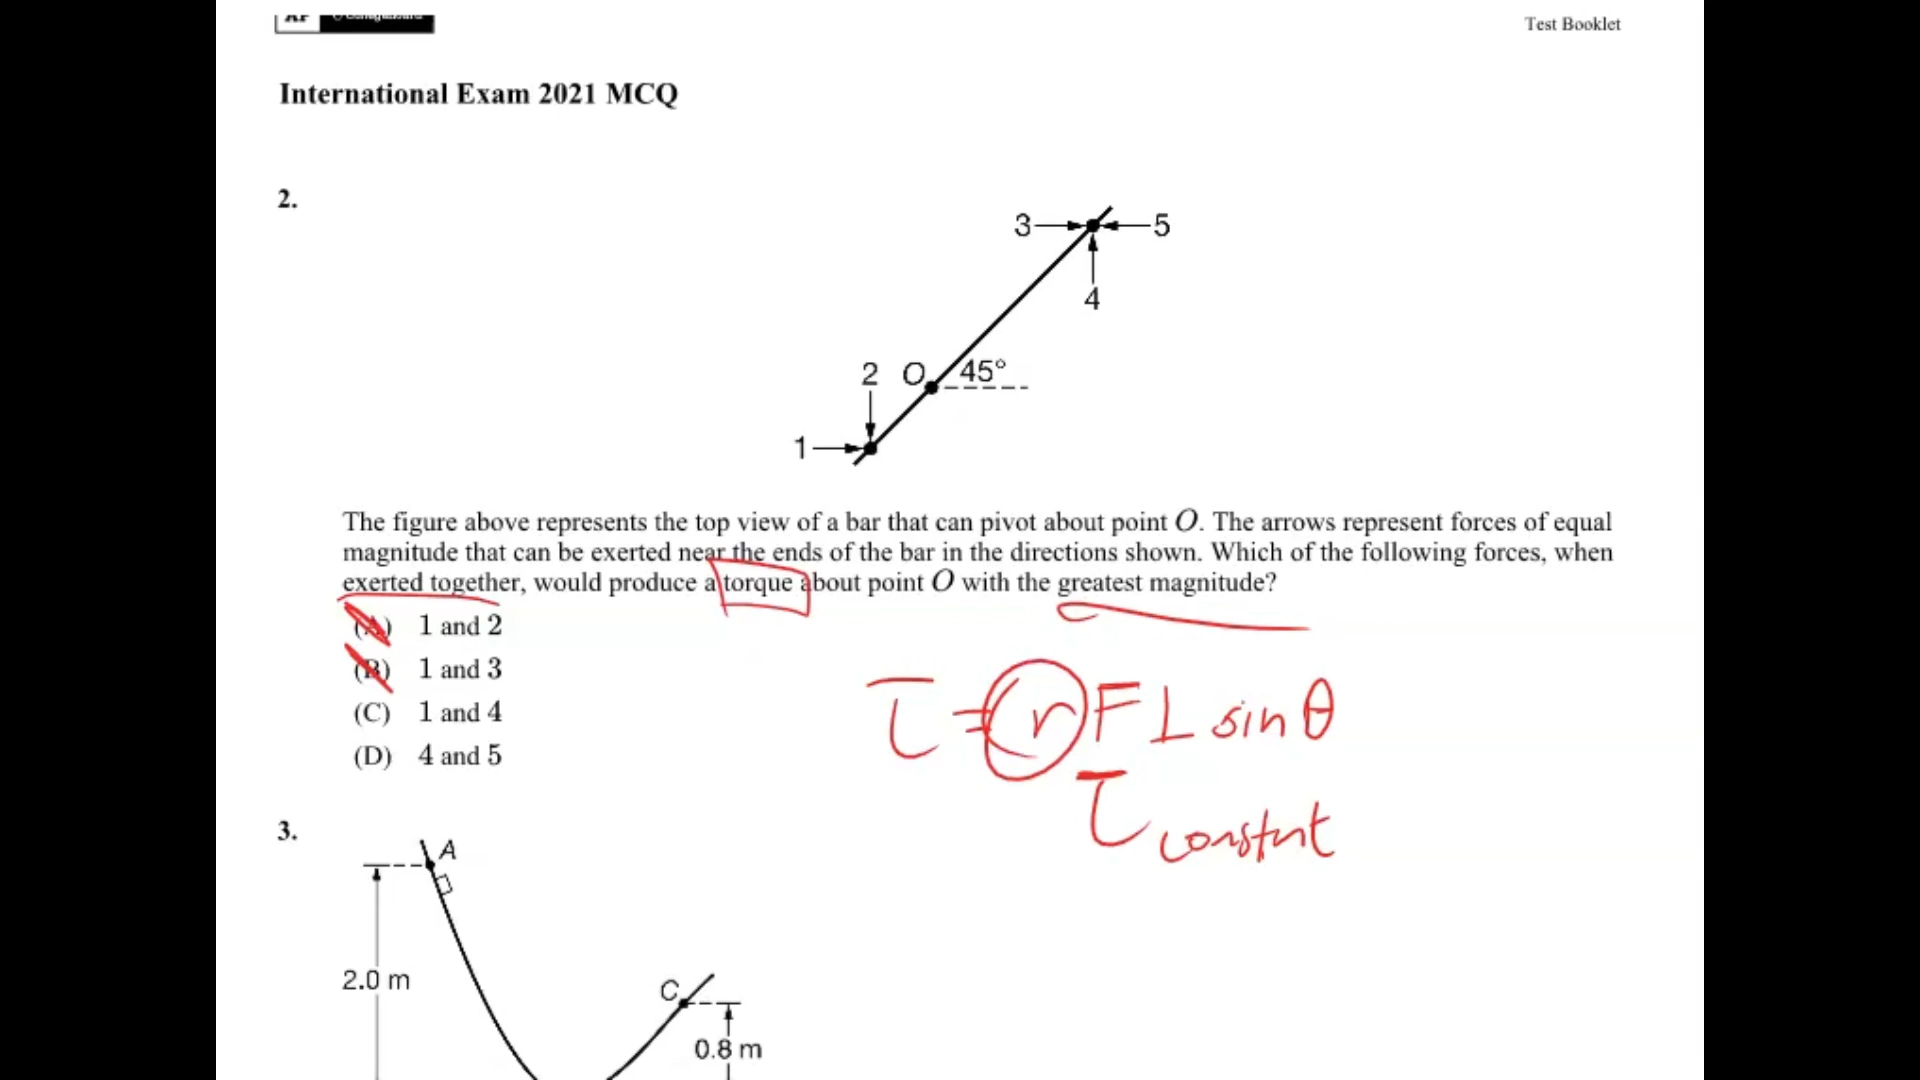 AP
Test Booklet
International Exam 2021 MCQ
2.
3
5
4
2 O 45°
1
The figure above represents the top view of a bar that can pivot about point O. The arrows represent forces of equal
magnitude that can be exerted near the ends of the bar in the directions shown. Which of the following forces, when
exerted together, would produce a torque about point O with the greatest magnitude?
(A) 1 and 2
(B) 1 and 3
(C) 1 and 4
(D) 4 and 5
τ = r F ⊥ sin θ
τ constant
3.
A
2.0 m
C
0.8 m